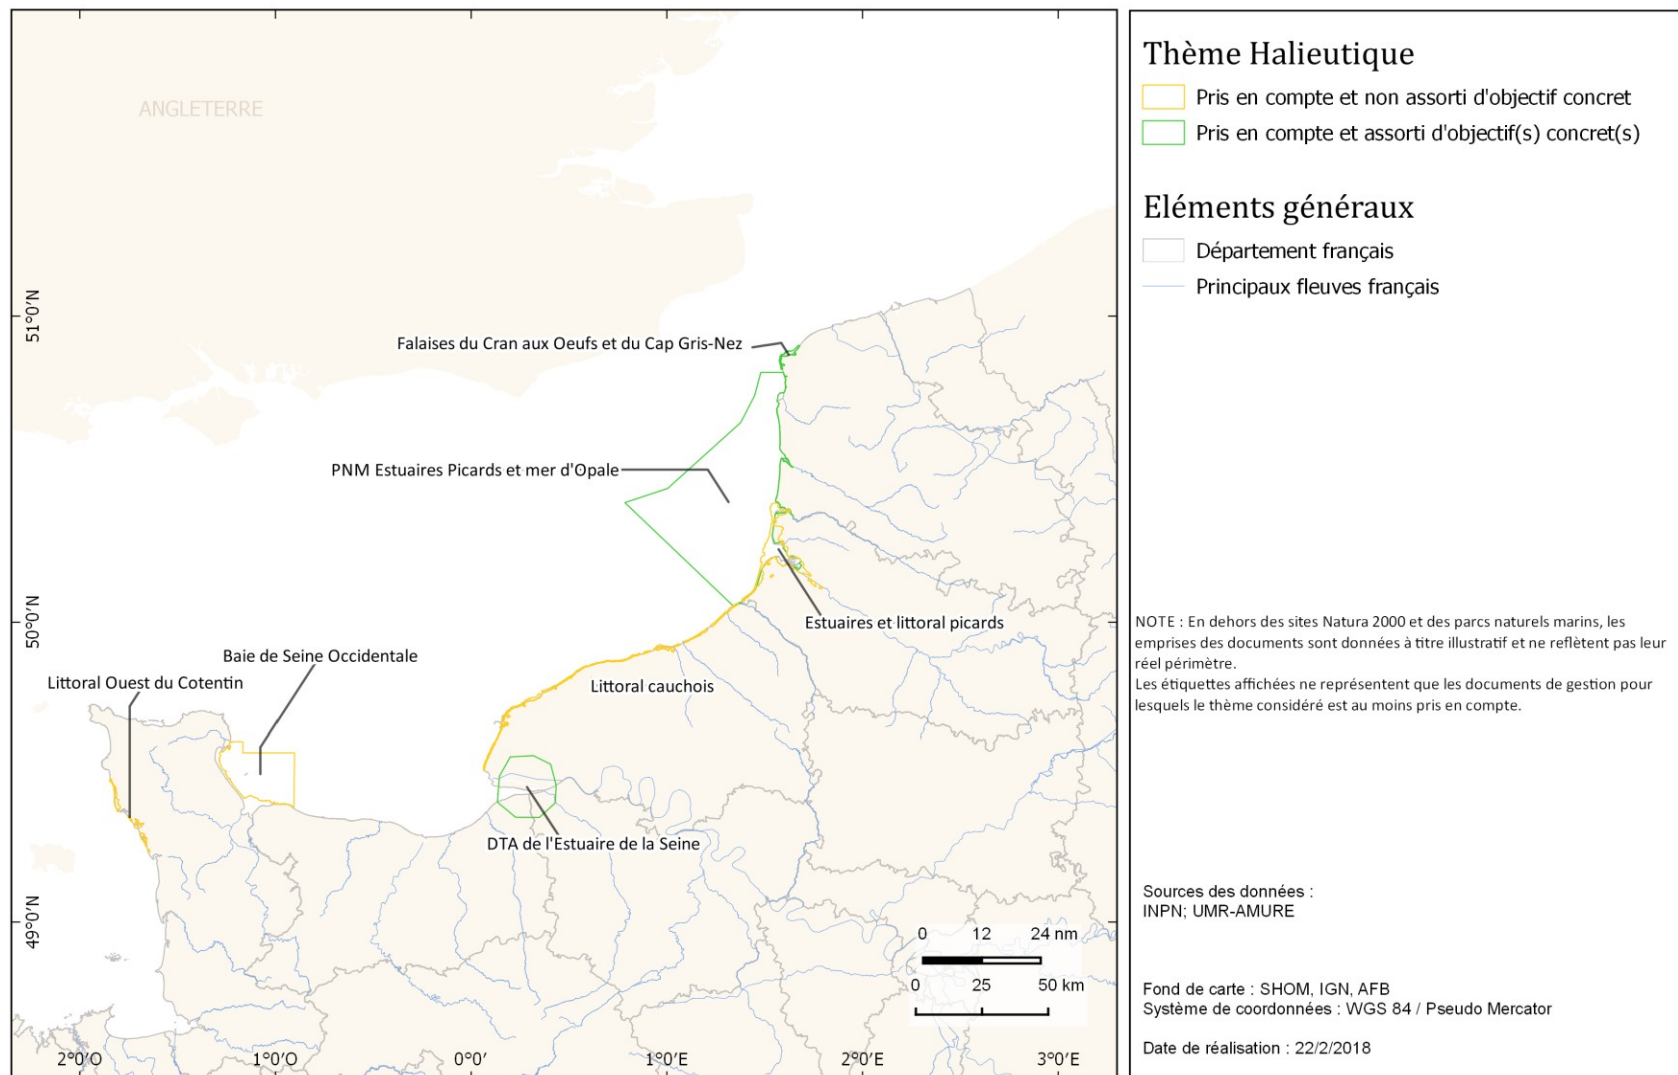 ANGLETERRE
51°0'N
Falaises du Cran aux Oeufs et du Cap Gris-Nez
PNM Estuaires Picards et mer d'Opale
50°0'N
Estuaires et littoral picards
Baie de Seine Occidentale
Littoral Ouest du Cotentin
Littoral cauchois
DTA de l'Estuaire de la Seine
49°0'N
0 12 24 nm
0 25 50 km
2°0'O 1°0'O 0°0' 1°0'E 2°0'E 3°0'E
Thème Halieutique
Pris en compte et non assorti d'objectif concret
Pris en compte et assorti d'objectif(s) concret(s)
Eléments généraux
Département français
Principaux fleuves français
NOTE : En dehors des sites Natura 2000 et des parcs naturels marins, les
emprises des documents sont données à titre illustratif et ne reflètent pas leur
réel périmètre.
Les étiquettes affichées ne représentent que les documents de gestion pour
lesquels le thème considéré est au moins pris en compte.
Sources des données :
INPN; UMR-AMURE
Fond de carte : SHOM, IGN, AFB
Système de coordonnées : WGS 84 / Pseudo Mercator
Date de réalisation : 22/2/2018